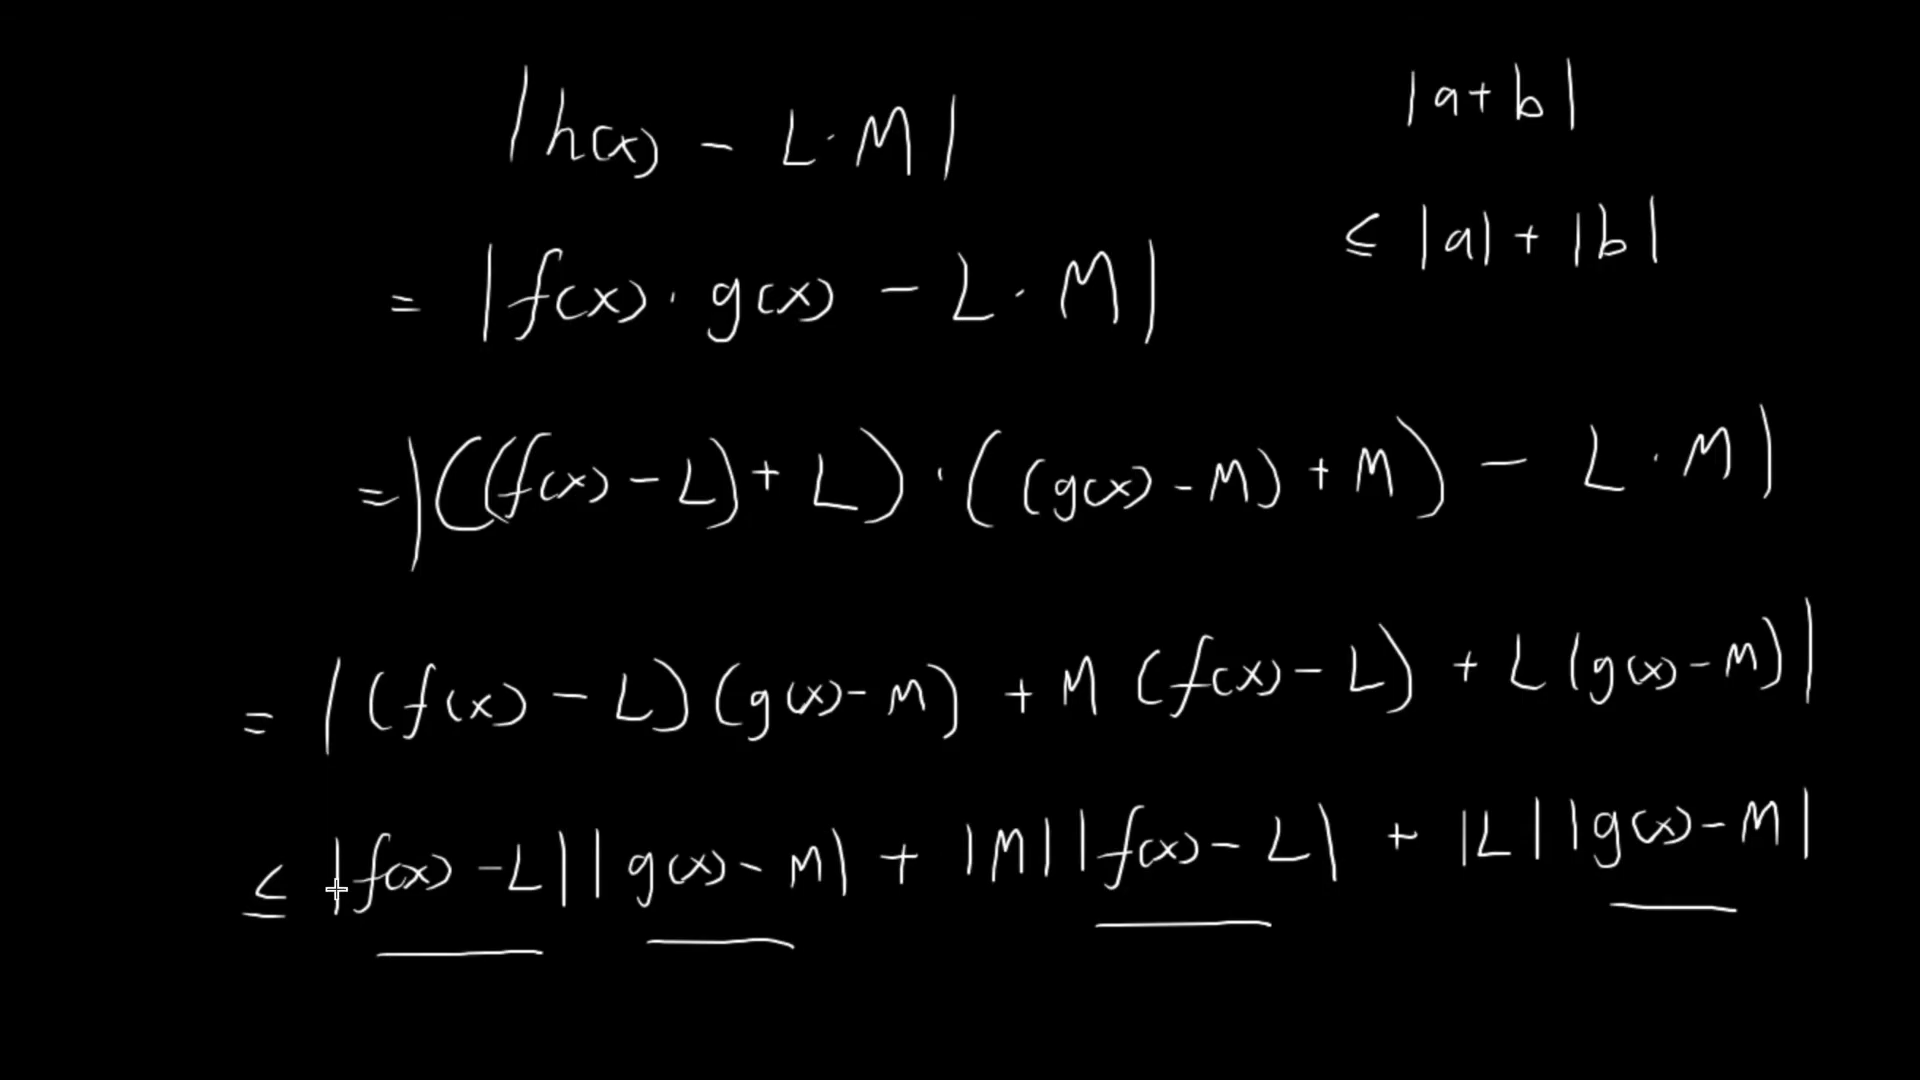 |h(x) - L·M|
|a+b|
≤ |a| + |b|
= |f(x)·g(x) - L·M|
= |((f(x) - L) + L)·((g(x) - M) + M) - L·M|
= |(f(x) - L)(g(x) - M) + M(f(x) - L) + L(g(x) - M)|
≤ |f(x) - L||g(x) - M| + |M||f(x) - L| + |L||g(x) - M|